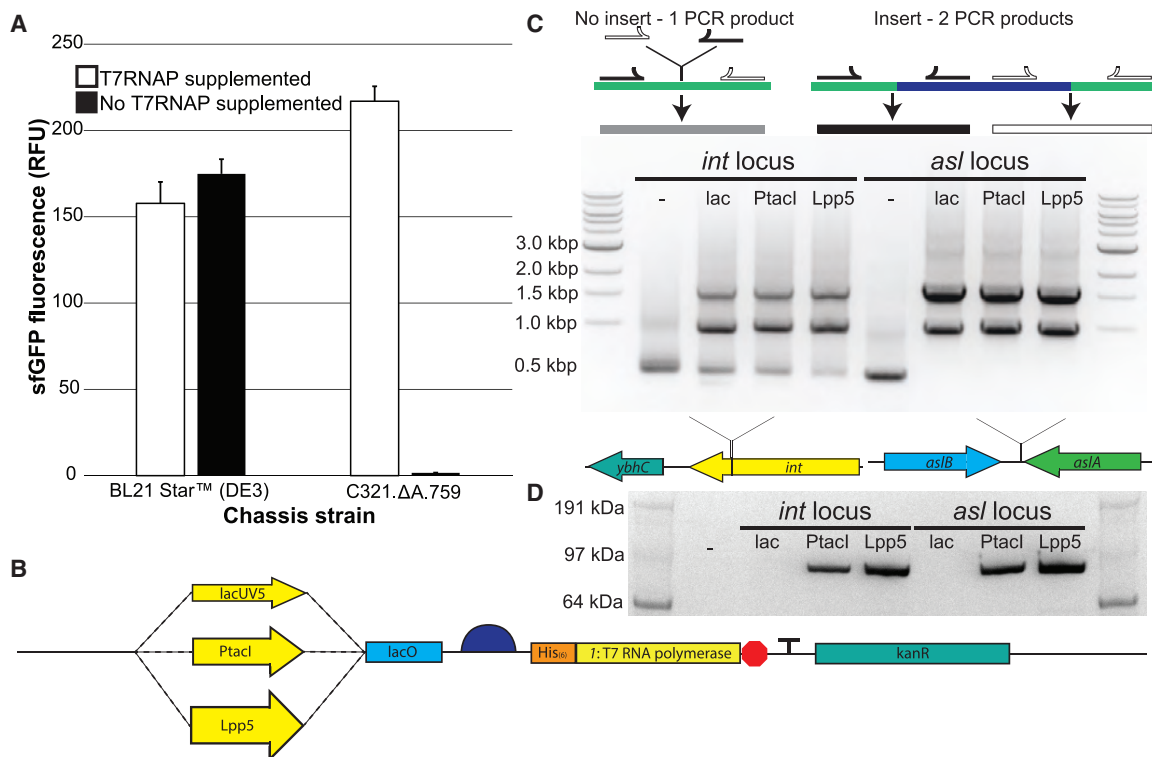 A
250
200
150
100
50
0
sfGFP fluorescence (RFU)
T7RNAP supplemented
No T7RNAP supplemented
BL21 Star™ (DE3)
C321.ΔA.759
Chassis strain
B
lacUV5
PtacI
Lpp5
lacO
His(6)
1: T7 RNA polymerase
kanR
C
No insert - 1 PCR product
Insert - 2 PCR products
int locus
asl locus
-
lac
PtacI
Lpp5
-
lac
PtacI
Lpp5
3.0 kbp
2.0 kbp
1.5 kbp
1.0 kbp
0.5 kbp
ybhC
int
aslB
aslA
D
191 kDa
97 kDa
64 kDa
int locus
asl locus
-
lac
PtacI
Lpp5
lac
PtacI
Lpp5